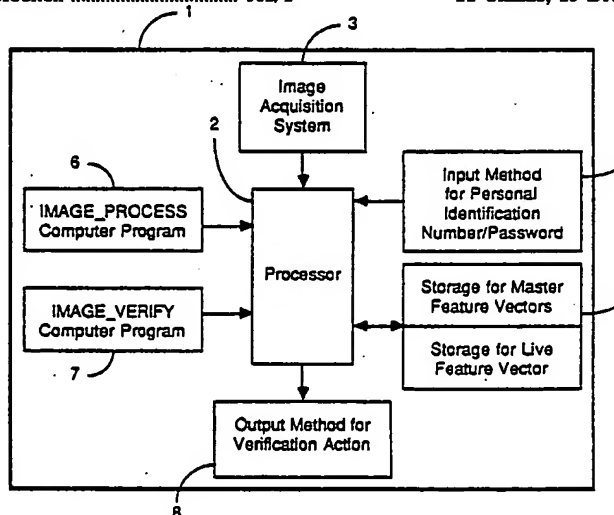 1
3
Image
Acquisition
System
2
6
IMAGE_PROCESS
Computer Program
Input Method
for Personal
Identification
Number/Password
Processor
IMAGE_VERIFY
Computer Program
7
Storage for Master
Feature Vectors
Storage for Live
Feature Vector
Output Method for
Verification Action
8